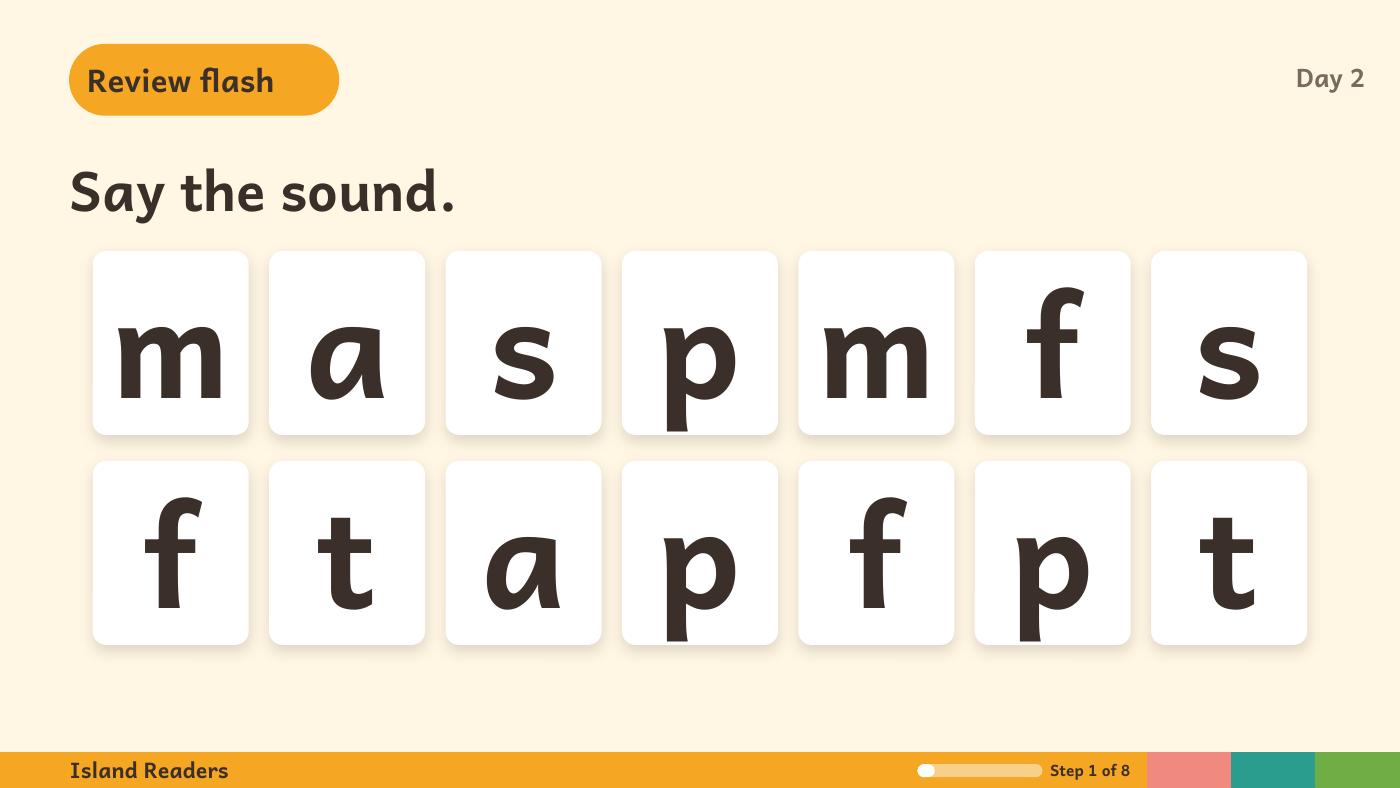 Review flash
Day 2
Say the sound.
m a s p m f s
f t a p f p t
Island Readers
Step 1 of 8